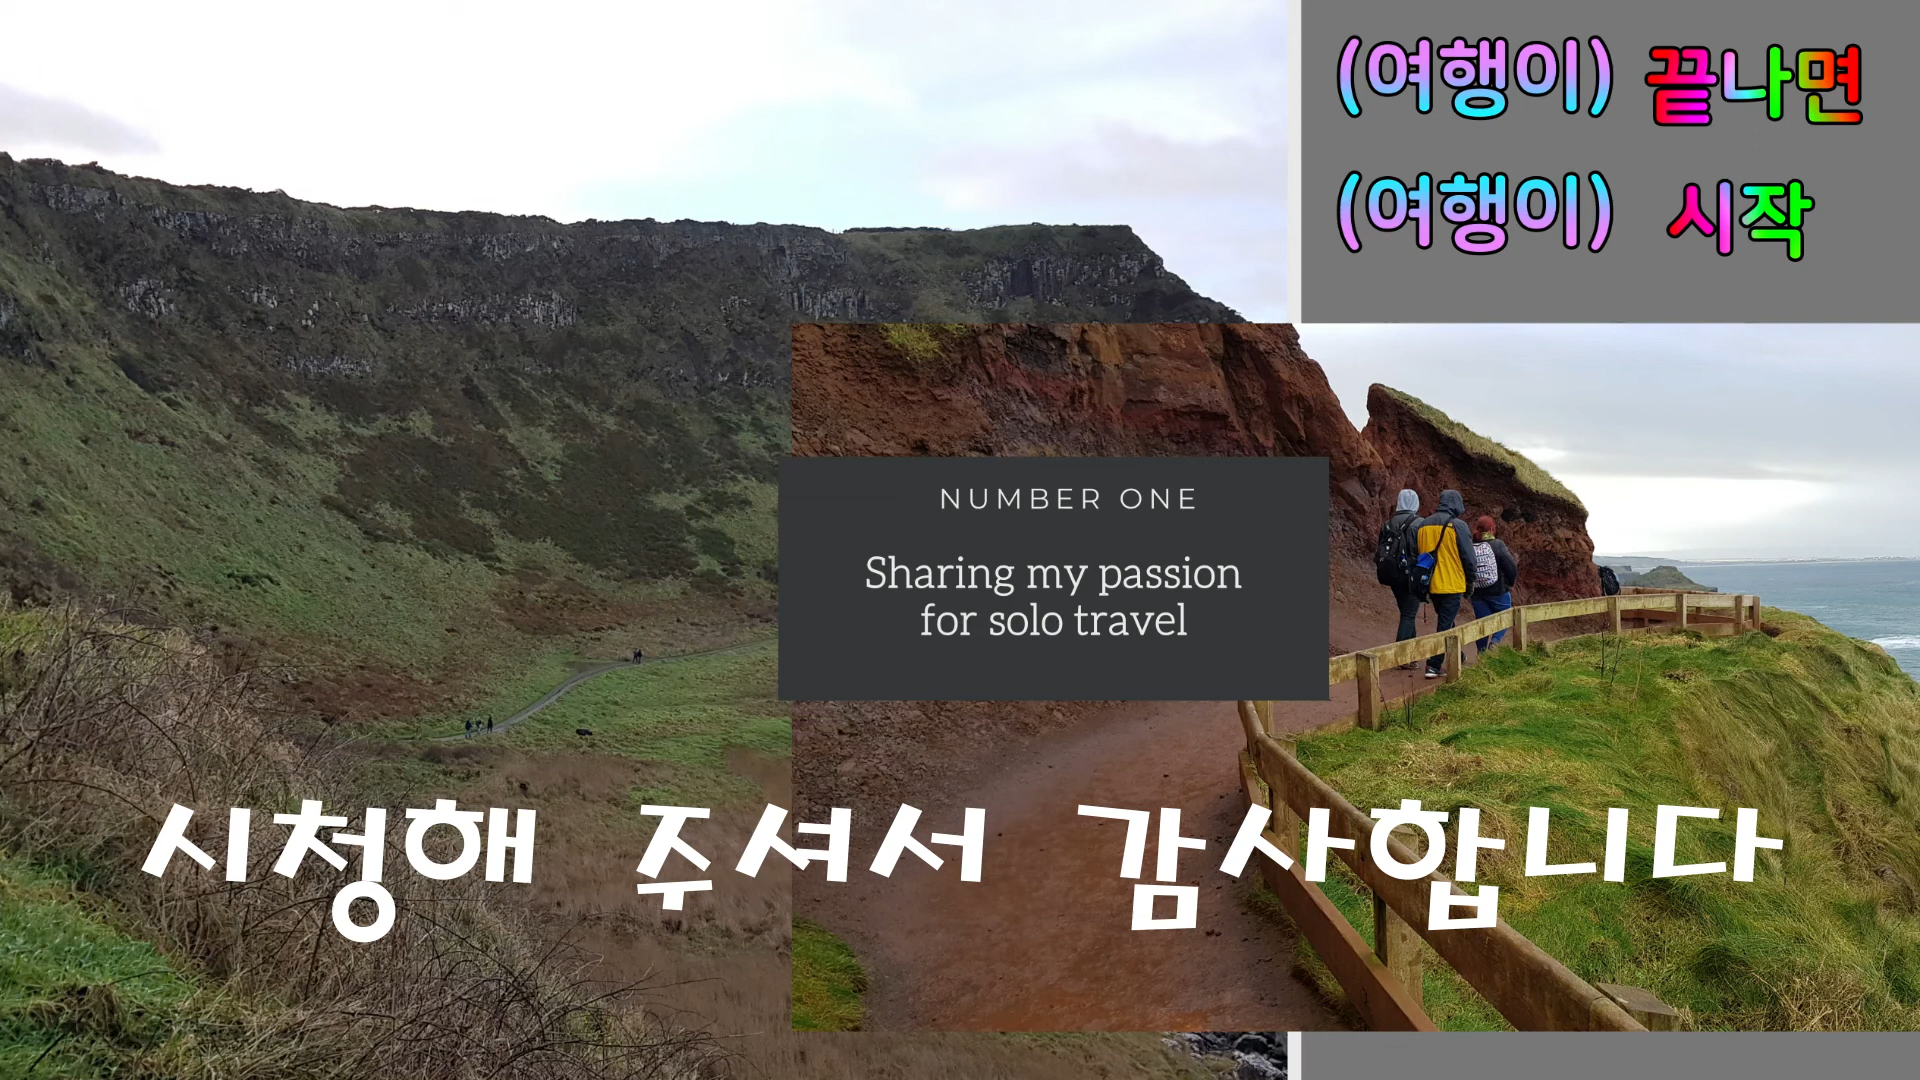 (여행이) 끝나면
(여행이) 시작
NUMBER ONE
Sharing my passion
for solo travel
시청해 주셔서 감사합니다